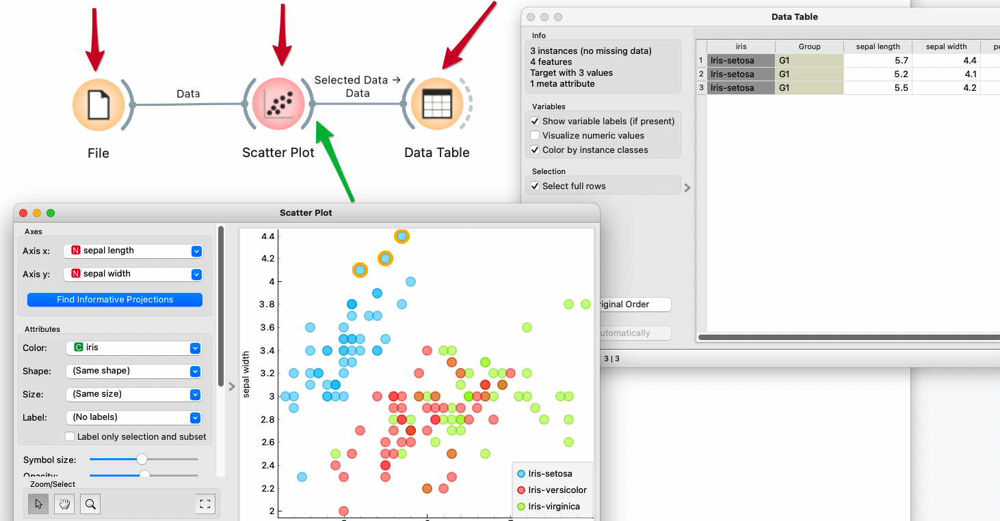 Data
Selected Data →
Data
File
Scatter Plot
Data Table
Data Table
Info
3 instances (no missing data)
4 features
Target with 3 values
1 meta attribute
Variables
Show variable labels (if present)
Visualize numeric values
Color by instance classes
Selection
Select full rows
riginal Order
utomatically
3 | 3
iris Group sepal length sepal width pe
1 Iris-setosa G1 5.7 4.4
2 Iris-setosa G1 5.2 4.1
3 Iris-setosa G1 5.5 4.2
Scatter Plot
Axes
Axis x: N sepal length
Axis y: N sepal width
Find Informative Projections
Attributes
Color: C iris
Shape: (Same shape)
Size: (Same size)
Label: (No labels)
Label only selection and subset
Symbol size:
Opacity:
Zoom/Select
sepal width
4.4
4.2
4
3.8
3.6
3.4
3.2
3
2.8
2.6
2.4
2.2
2
Iris-setosa
Iris-versicolor
Iris-virginica